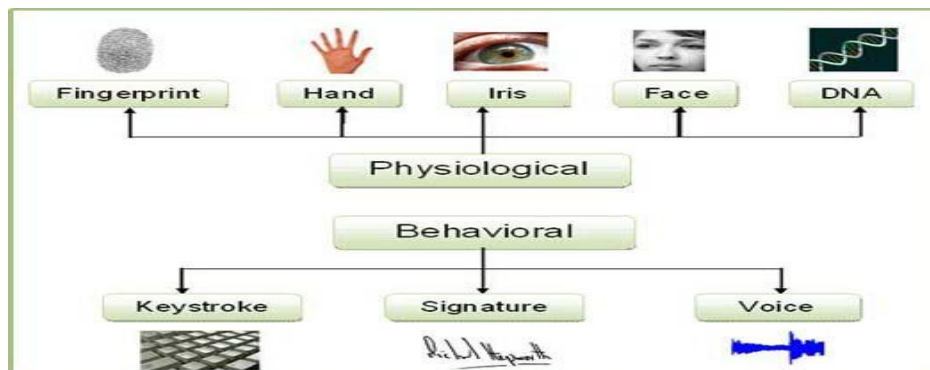 Fingerprint
Hand
Iris
Face
DNA
Physiological
Behavioral
Keystroke
Signature
Voice